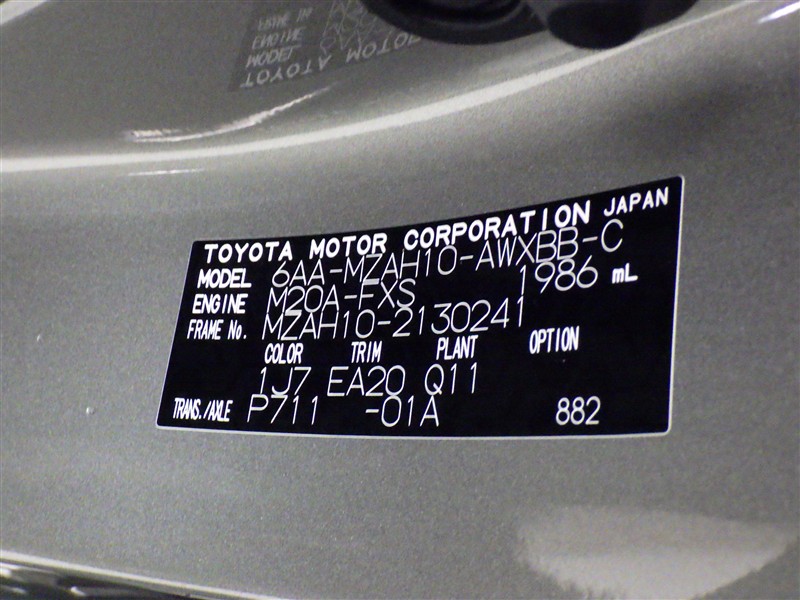 TOYOTA MOTOR CORPORATION JAPAN
MODEL 6AA-MZAH10-AWXBB-C
ENGINE M20A-FXS 1986 mL
FRAME No. MZAH10-2130241
COLOR TRIM PLANT OPTION
1J7 EA20 Q11
TRANS./AXLE P711 -01A 882